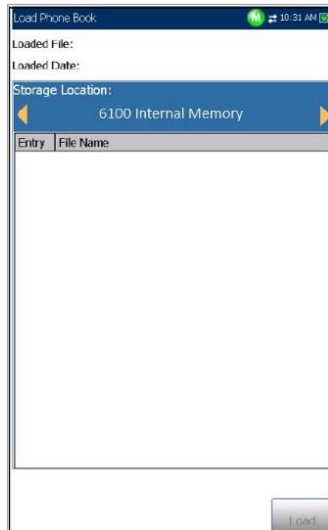 Load Phone Book M 10:31 AM
Loaded File:
Loaded Date:
Storage Location:
6100 Internal Memory
Entry File Name
Load